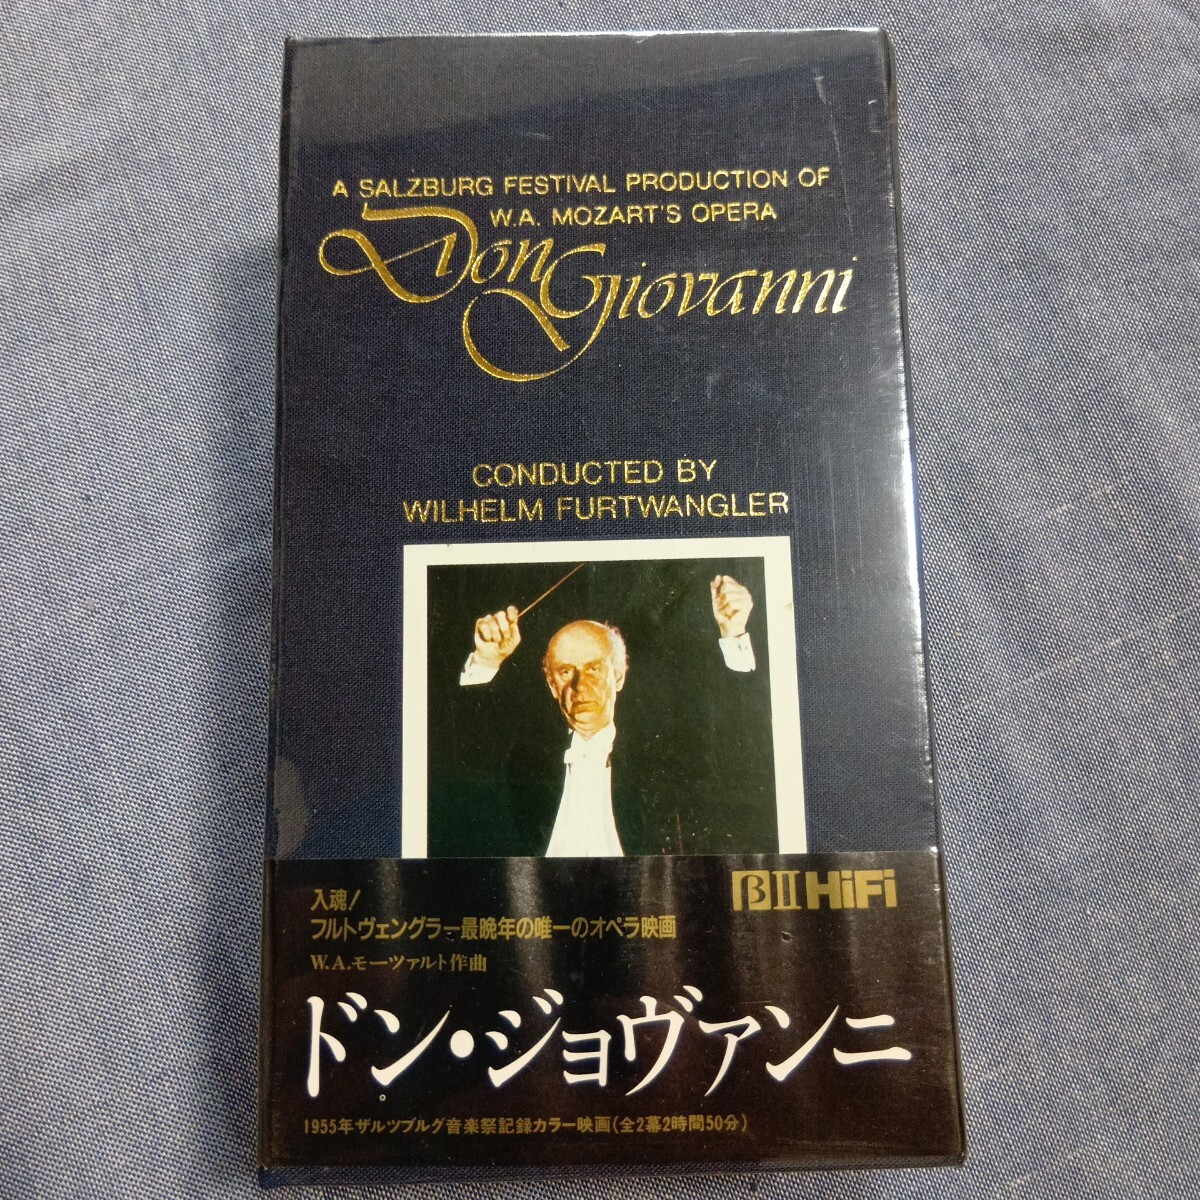 A SALZBURG FESTIVAL PRODUCTION OF
W.A. MOZART'S OPERA
Don Giovanni
CONDUCTED BY
WILHELM FURTWANGLER
βII HiFi
入魂!
フルトヴェングラー最晩年の唯一のオペラ映画
W.A.モーツァルト作曲
ドン・ジョヴァンニ
1955年ザルツブルグ音楽祭記録カラー映画(全2幕2時間50分)